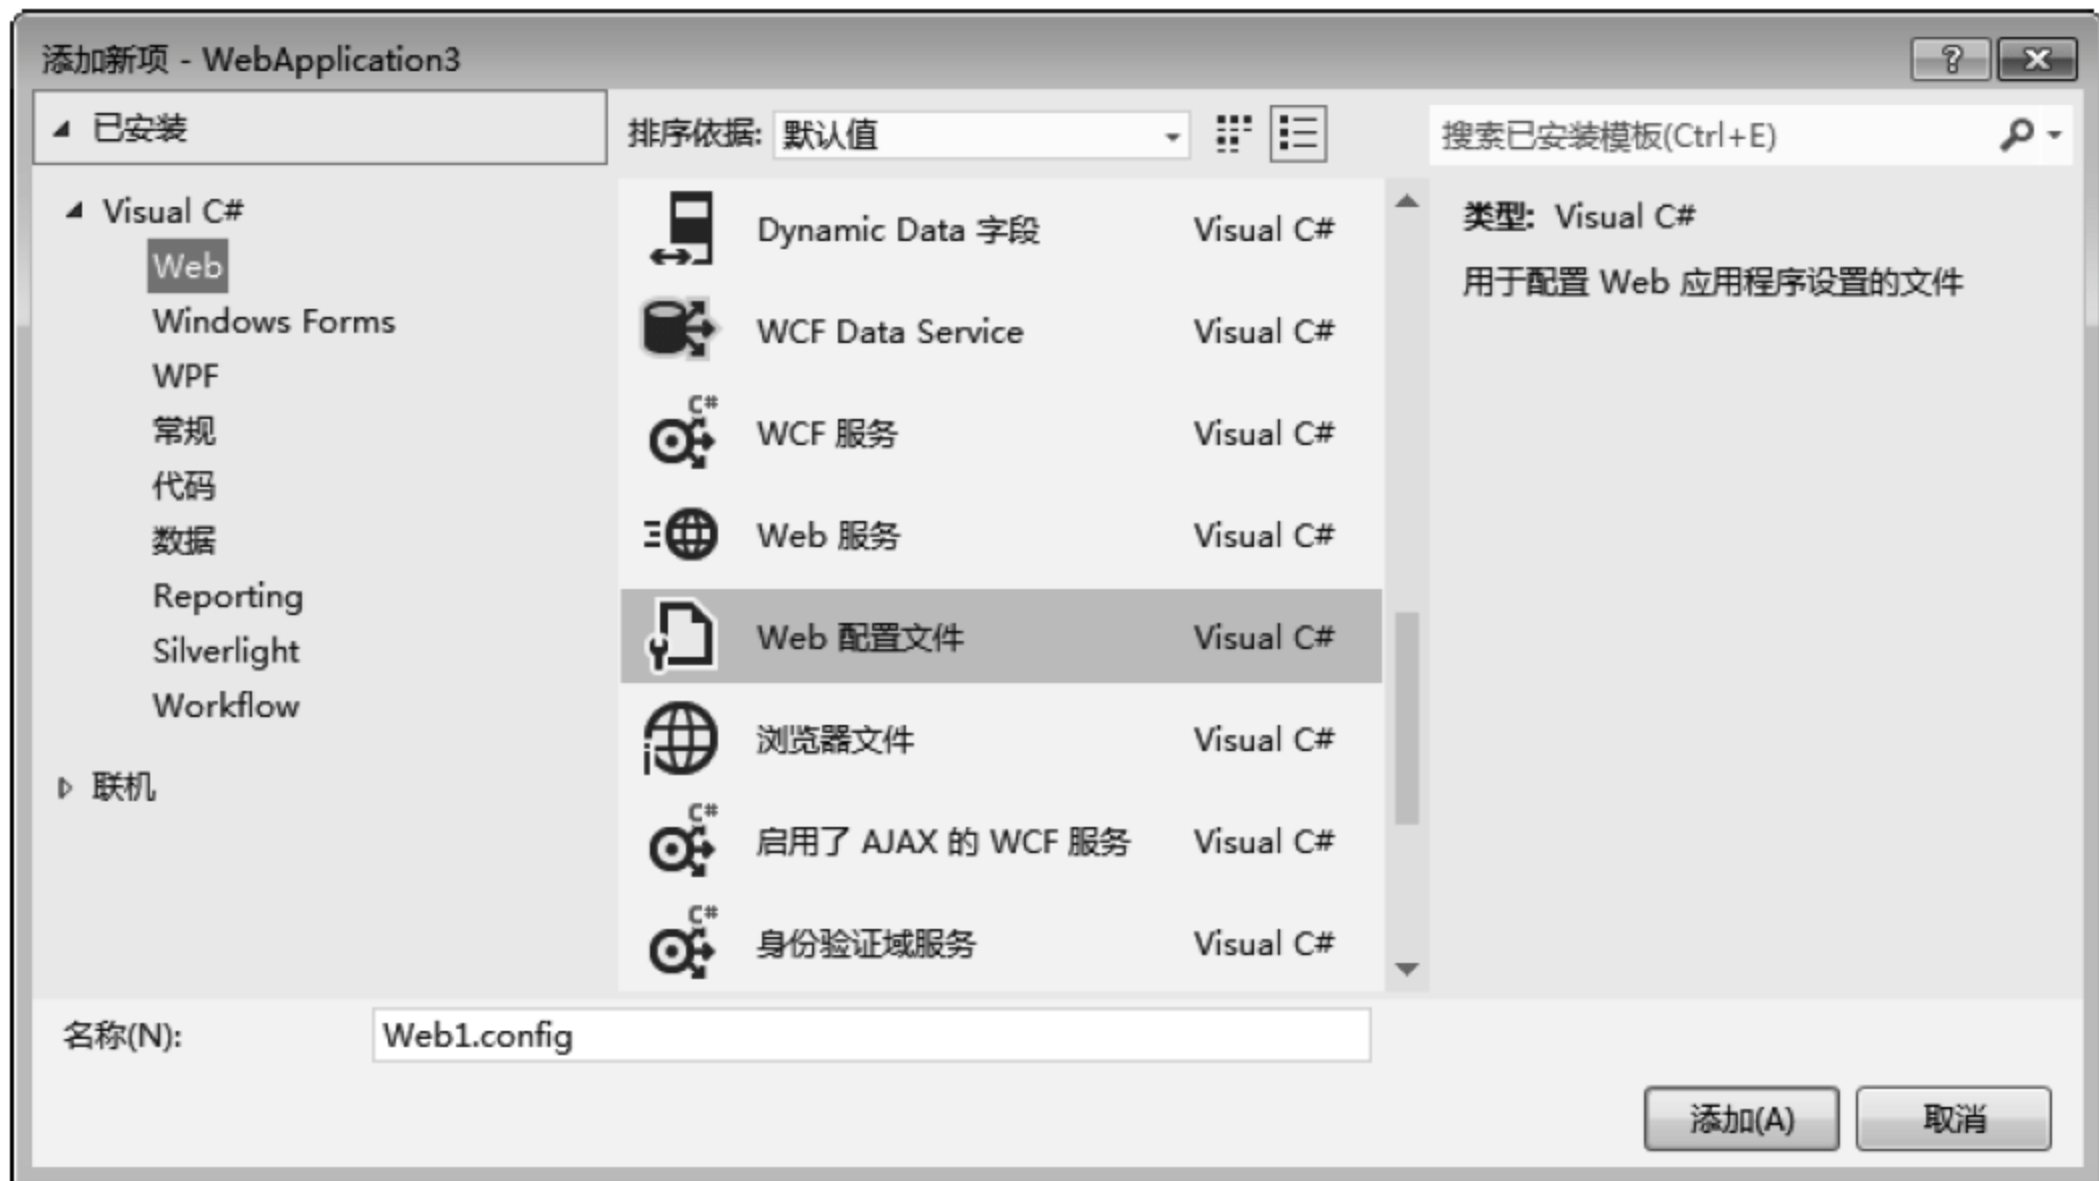 添加新项 - WebApplication3
已安装
排序依据: 默认值
搜索已安装模板(Ctrl+E)
Visual C#
Web
Windows Forms
WPF
常规
代码
数据
Reporting
Silverlight
Workflow
联机
Dynamic Data 字段 Visual C#
WCF Data Service Visual C#
C#
WCF 服务 Visual C#
Web 服务 Visual C#
Web 配置文件 Visual C#
浏览器文件 Visual C#
C#
启用了 AJAX 的 WCF 服务 Visual C#
C#
身份验证域服务 Visual C#
类型: Visual C#
用于配置 Web 应用程序设置的文件
名称(N): Web1.config
添加(A) 取消